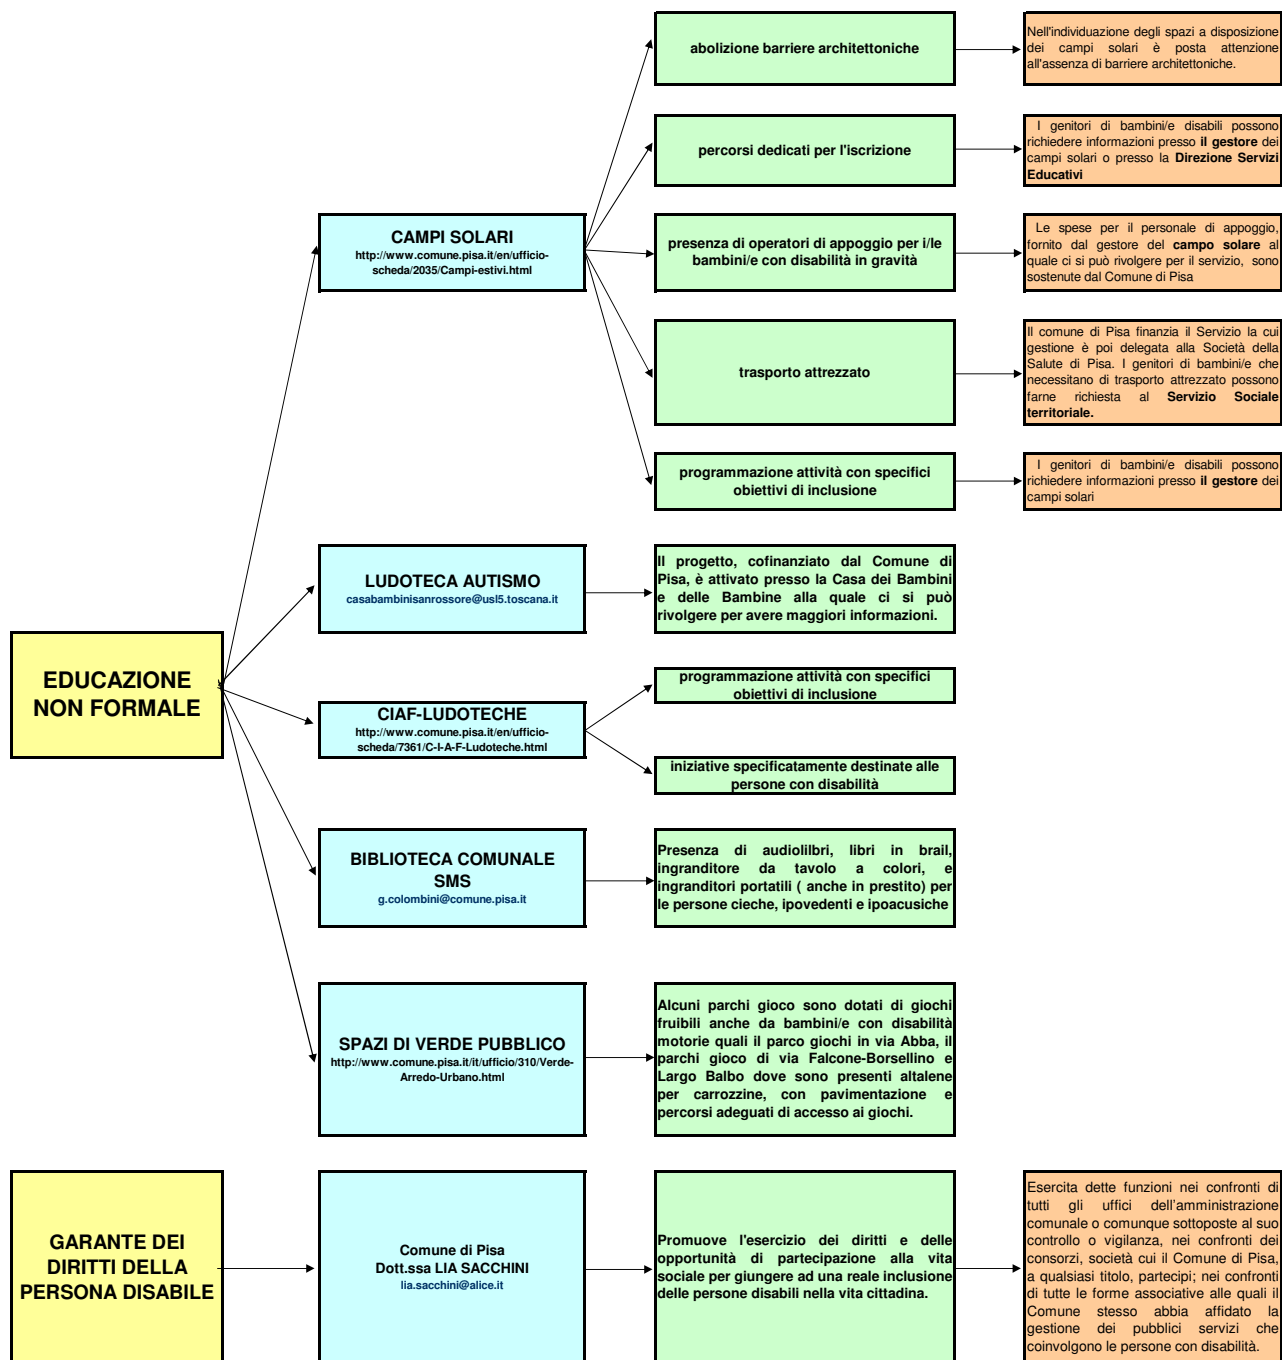 abolizione barriere architettoniche
Nell'individuazione degli spazi a disposizione
dei campi solari è posta attenzione
all'assenza di barriere architettoniche.
percorsi dedicati per l'iscrizione
I genitori di bambini/e disabili possono
richiedere informazioni presso il gestore dei
campi solari o presso la Direzione Servizi
Educativi
CAMPI SOLARI
http://www.comune.pisa.it/en/ufficio-
scheda/2035/Campi-estivi.html
presenza di operatori di appoggio per i/le
bambini/e con disabilità in gravità
Le spese per il personale di appoggio,
fornito dal gestore del campo solare al
quale ci si può rivolgere per il servizio, sono
sostenute dal Comune di Pisa
trasporto attrezzato
Il comune di Pisa finanzia il Servizio la cui
gestione è poi delegata alla Società della
Salute di Pisa. I genitori di bambini/e che
necessitano di trasporto attrezzato possono
farne richiesta al Servizio Sociale
territoriale.
programmazione attività con specifici
obiettivi di inclusione
I genitori di bambini/e disabili possono
richiedere informazioni presso il gestore dei
campi solari
LUDOTECA AUTISMO
casabambinisanrossore@usl5.toscana.it
Il progetto, cofinanziato dal Comune di
Pisa, è attivato presso la Casa dei Bambini
e delle Bambine alla quale ci si può
rivolgere per avere maggiori informazioni.
EDUCAZIONE
NON FORMALE
CIAF-LUDOTECHE
http://www.comune.pisa.it/en/ufficio-
scheda/7361/C-I-A-F-Ludoteche.html
programmazione attività con specifici
obiettivi di inclusione
iniziative specificatamente destinate alle
persone con disabilità
BIBLIOTECA COMUNALE
SMS
g.colombini@comune.pisa.it
Presenza di audiolilbri, libri in brail,
ingranditore da tavolo a colori, e
ingranditori portatili ( anche in prestito) per
le persone cieche, ipovedenti e ipoacusiche
SPAZI DI VERDE PUBBLICO
http://www.comune.pisa.it/it/ufficio/310/Verde-
Arredo-Urbano.html
Alcuni parchi gioco sono dotati di giochi
fruibili anche da bambini/e con disabilità
motorie quali il parco giochi in via Abba, il
parchi gioco di via Falcone-Borsellino e
Largo Balbo dove sono presenti altalene
per carrozzine, con pavimentazione e
percorsi adeguati di accesso ai giochi.
GARANTE DEI
DIRITTI DELLA
PERSONA DISABILE
Comune di Pisa
Dott.ssa LIA SACCHINI
lia.sacchini@alice.it
Promuove l'esercizio dei diritti e delle
opportunità di partecipazione alla vita
sociale per giungere ad una reale inclusione
delle persone disabili nella vita cittadina.
Esercita dette funzioni nei confronti di
tutti gli uffici dell'amministrazione
comunale o comunque sottoposte al suo
controllo o vigilanza, nei confronti dei
consorzi, società cui il Comune di Pisa,
a qualsiasi titolo, partecipi; nei confronti
di tutte le forme associative alle quali il
Comune stesso abbia affidato la
gestione dei pubblici servizi che
coinvolgono le persone con disabilità.